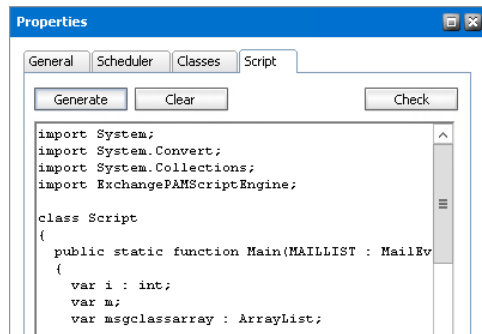 Properties
General Scheduler Classes Script
Generate Clear Check
import System;
import System.Convert;
import System.Collections;
import ExchangePAMScriptEngine;
class Script
{
public static function Main(MAILLIST : MailEv
{
var i : int;
var m;
var msgclassarray : ArrayList;